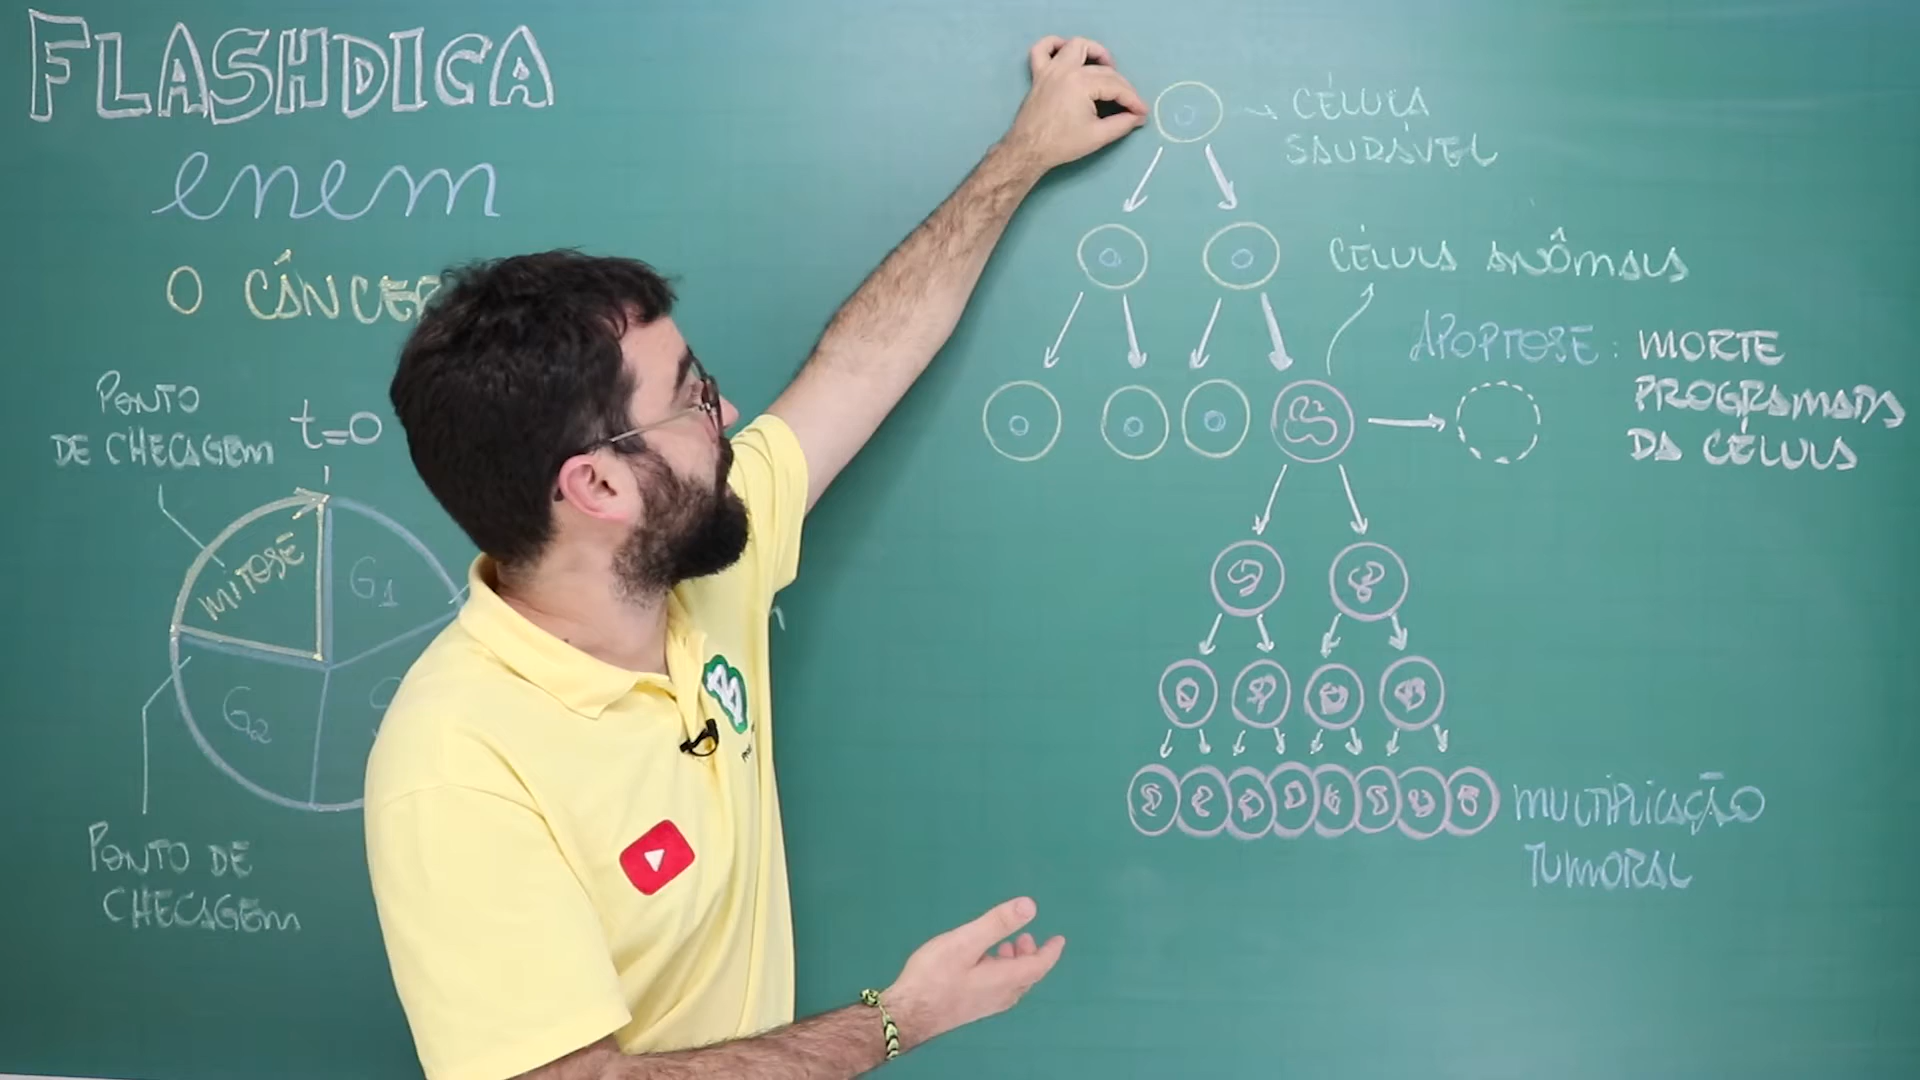 FLASHDICA
enem
O CÂNCE
PONTO
DE CHECAGEM
t=0
MITOSE
G1
G2
PONTO DE
CHECAGEM
CÉLULA
SAUDÁVEL
CÉLULA ANÔMALA
APOPTOSE: MORTE
PROGRAMADA
DA CÉLULA
MULTIPLICAÇÃO
TUMORAL